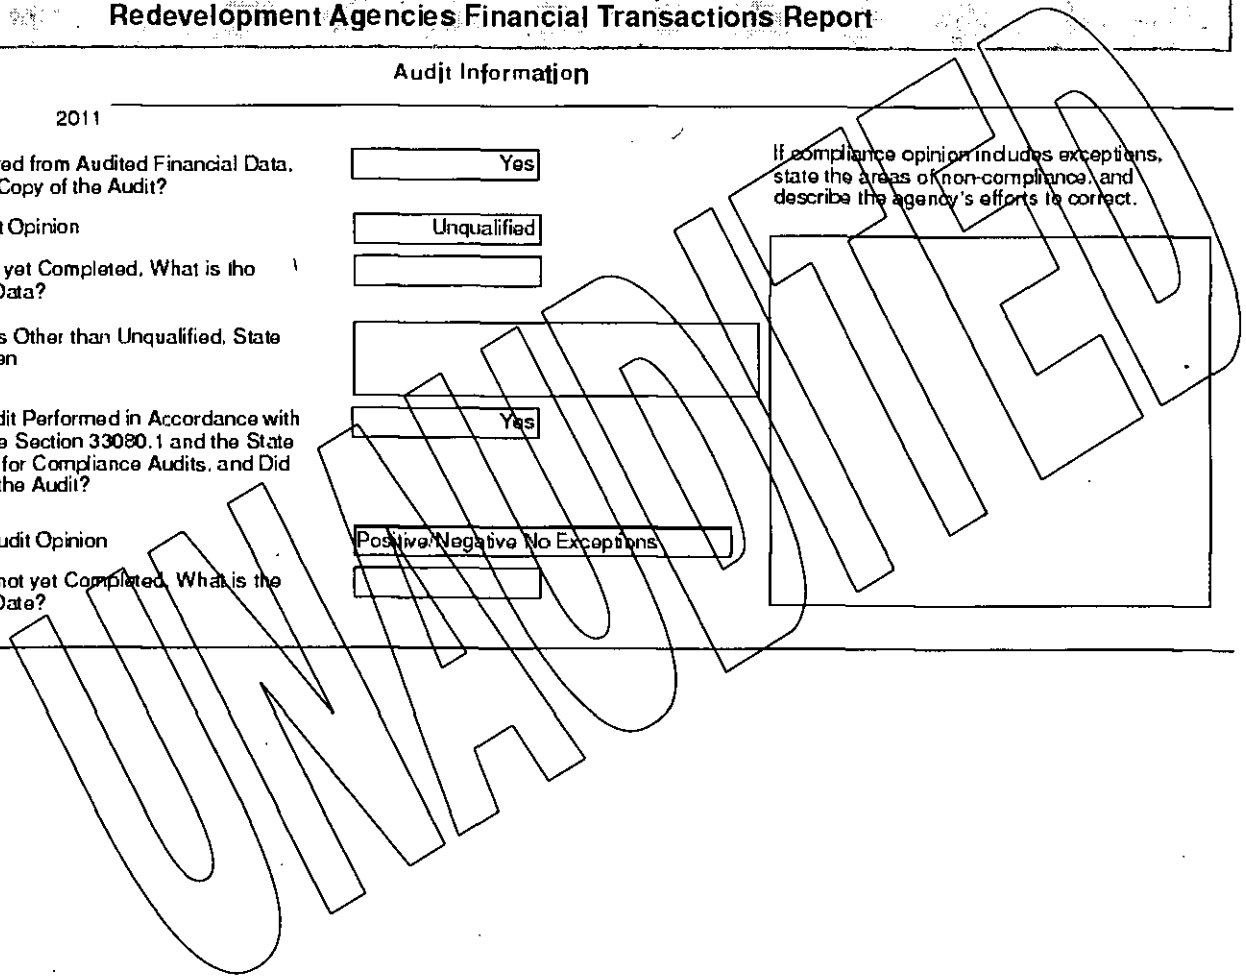 Redevelopment Agencies Financial Transactions Report
Audit Information
2011
ed from Audited Financial Data,
Copy of the Audit?
Yes
t Opinion
Unqualified
yet Completed, What is tho
Data?
s Other than Unqualified, State
en
dit Performed in Accordance with
e Section 33080.1 and the State
for Compliance Audits, and Did
the Audit?
Yes
udit Opinion
Positive/Negative No Exceptions
not yet Completed, What is the
Date?
If compliance opinion includes exceptions,
state the areas of non-compliance, and
describe the agency's efforts to correct.
UNAUDITED